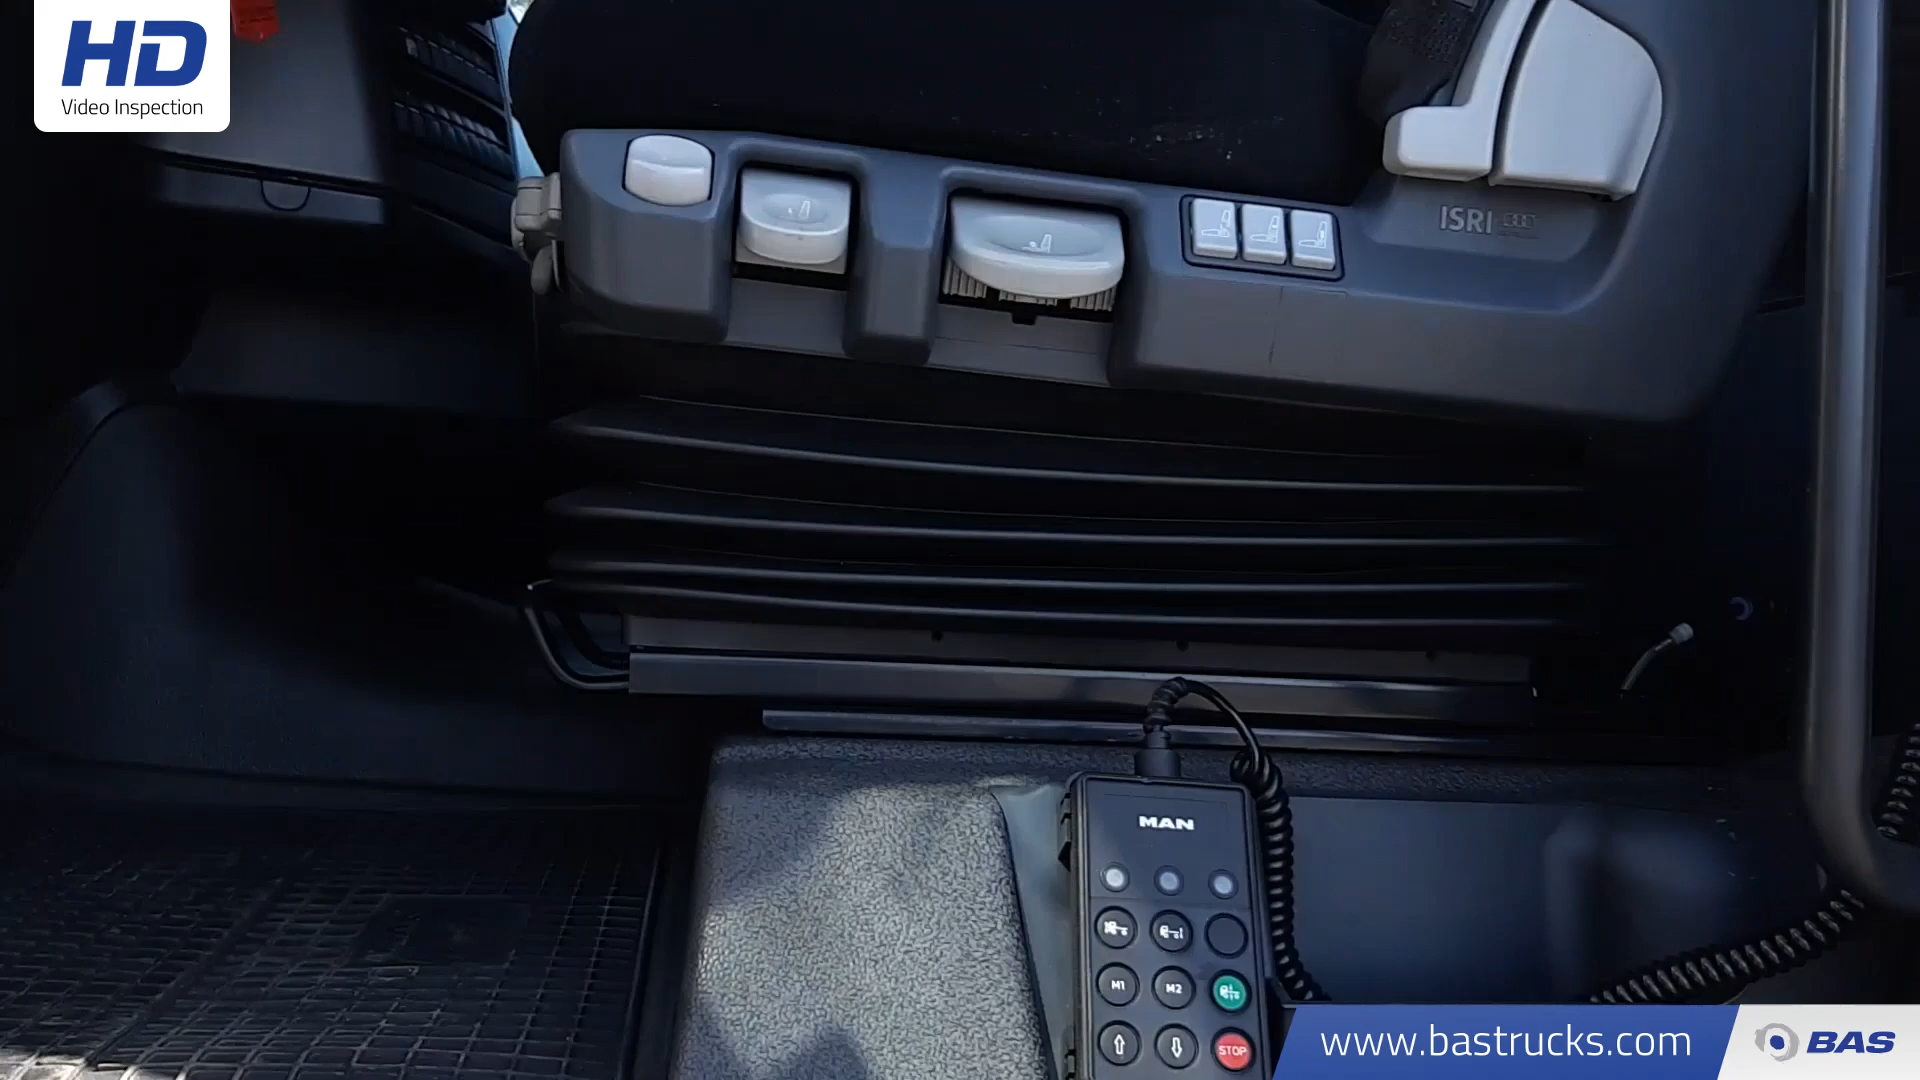 HD
Video Inspection
ISRI
MAN
M1
M2
STOP
www.bastrucks.com
BAS